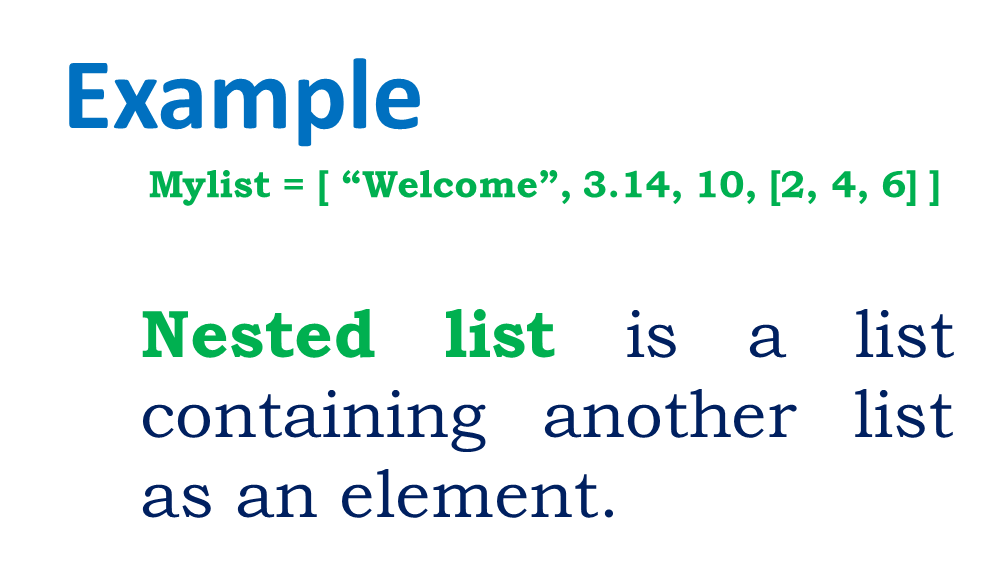 Example
Mylist = [ “Welcome”, 3.14, 10, [2, 4, 6] ]
Nested list is a list
containing another list
as an element.